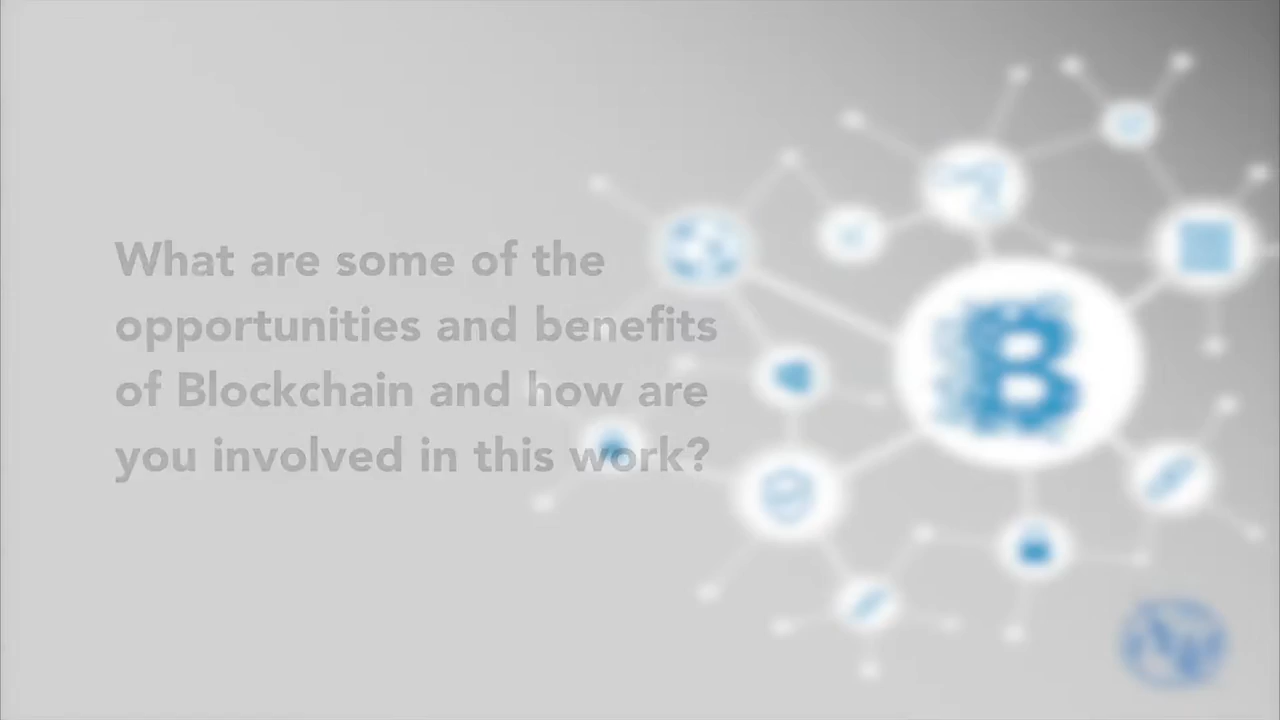 What are some of the
opportunities and benefits
of Blockchain and how are
you involved in this work?
B